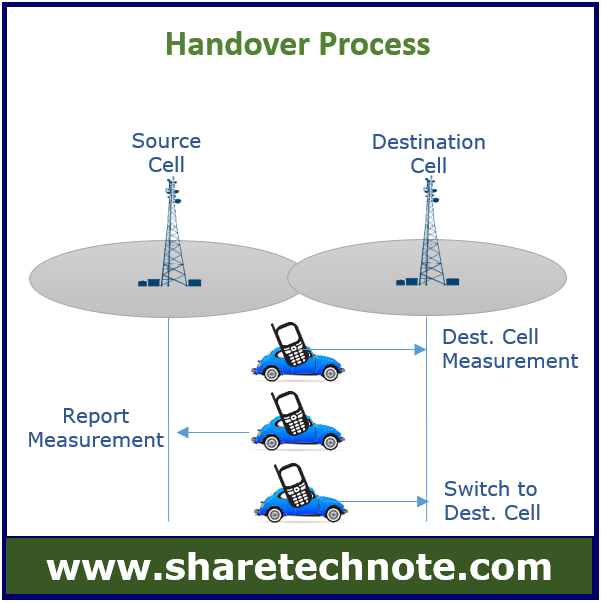 Handover Process
Source
Cell
Destination
Cell
Dest. Cell
Measurement
Report
Measurement
Switch to
Dest. Cell
www.sharetechnote.com